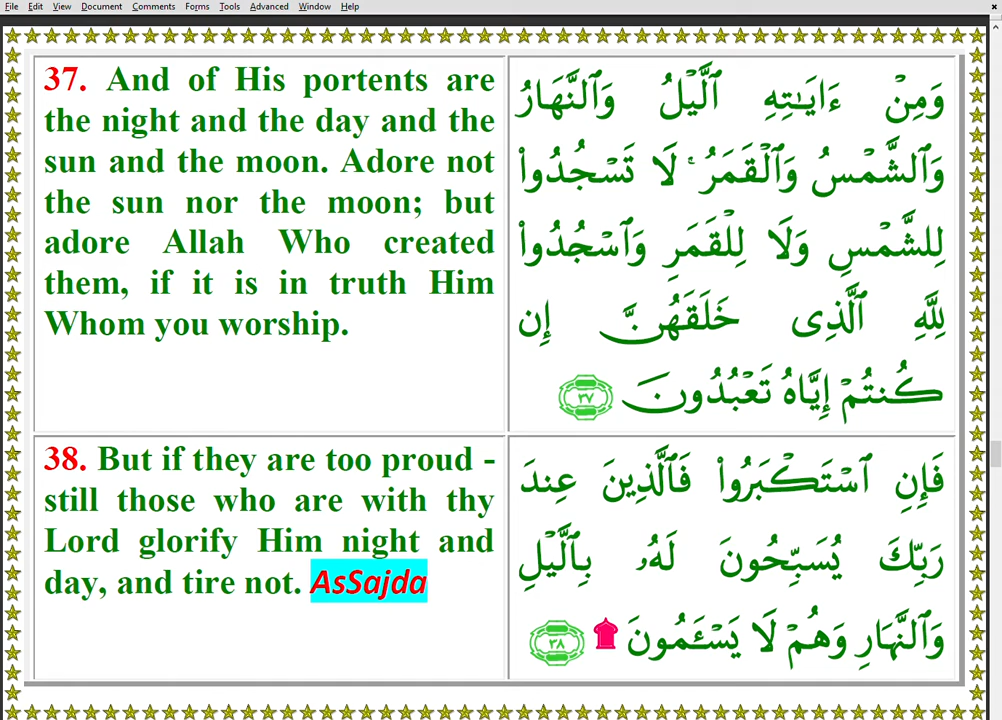 File Edit View Document Comments Forms Tools Advanced Window Help ×
37. And of His portents are
the night and the day and the
sun and the moon. Adore not
the sun nor the moon; but
adore Allah Who created
them, if it is in truth Him
Whom you worship.
وَمِنْ ءَايَـٰتِهِ ٱلَّيْلُ وَٱلنَّهَارُ
وَٱلشَّمْسُ وَٱلْقَمَرُ ۚ لَا تَسْجُدُوا۟
لِلشَّمْسِ وَلَا لِلْقَمَرِ وَٱسْجُدُوا۟
لِلَّهِ ٱلَّذِى خَلَقَهُنَّ إِن
كُنتُمْ إِيَّاهُ تَعْبُدُونَ ٣٧
38. But if they are too proud -
still those who are with thy
Lord glorify Him night and
day, and tire not. AsSajda
فَإِنِ ٱسْتَكْبَرُوا۟ فَٱلَّذِينَ عِندَ
رَبِّكَ يُسَبِّحُونَ لَهُۥ بِٱلَّيْلِ
وَٱلنَّهَارِ وَهُمْ لَا يَسْـَٔمُونَ ۩ ٣٨